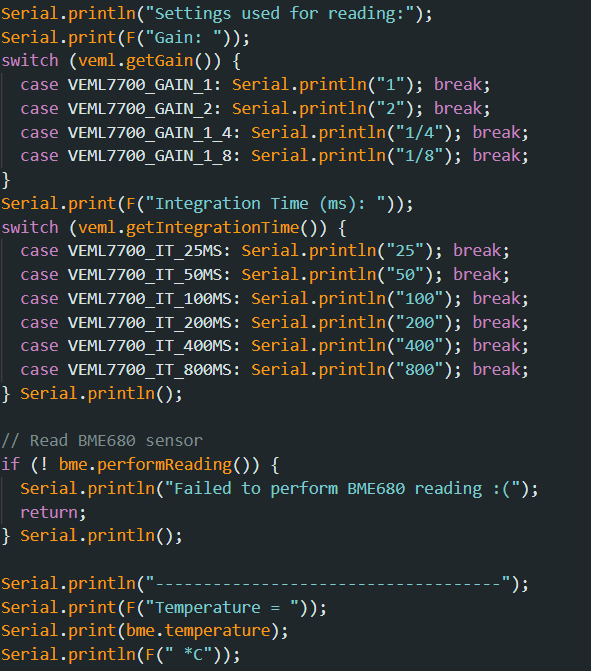 Serial.println("Settings used for reading:");
Serial.print(F("Gain: "));
switch (veml.getGain()) {
  case VEML7700_GAIN_1: Serial.println("1"); break;
  case VEML7700_GAIN_2: Serial.println("2"); break;
  case VEML7700_GAIN_1_4: Serial.println("1/4"); break;
  case VEML7700_GAIN_1_8: Serial.println("1/8"); break;
}
Serial.print(F("Integration Time (ms): "));
switch (veml.getIntegrationTime()) {
  case VEML7700_IT_25MS: Serial.println("25"); break;
  case VEML7700_IT_50MS: Serial.println("50"); break;
  case VEML7700_IT_100MS: Serial.println("100"); break;
  case VEML7700_IT_200MS: Serial.println("200"); break;
  case VEML7700_IT_400MS: Serial.println("400"); break;
  case VEML7700_IT_800MS: Serial.println("800"); break;
} Serial.println();

// Read BME680 sensor
if (! bme.performReading()) {
  Serial.println("Failed to perform BME680 reading :(");
  return;
} Serial.println();

Serial.println("------------------------------------");
Serial.print(F("Temperature = "));
Serial.print(bme.temperature);
Serial.println(F(" *C"));